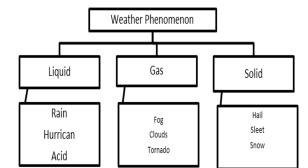 Weather Phenomenon
Liquid
Gas
Solid
Rain
Hurrican
Acid
Fog
Clouds
Tornado
Hail
Sleet
Snow